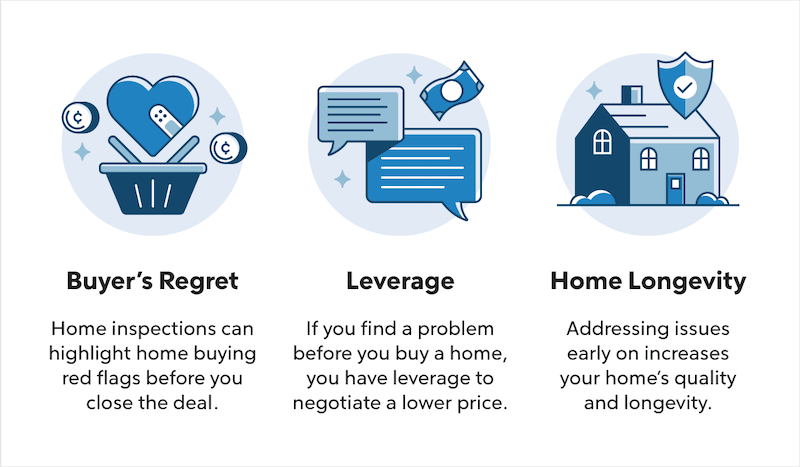 Buyer’s Regret
Home inspections can
highlight home buying
red flags before you
close the deal.
Leverage
If you find a problem
before you buy a home,
you have leverage to
negotiate a lower price.
Home Longevity
Addressing issues
early on increases
your home’s quality
and longevity.